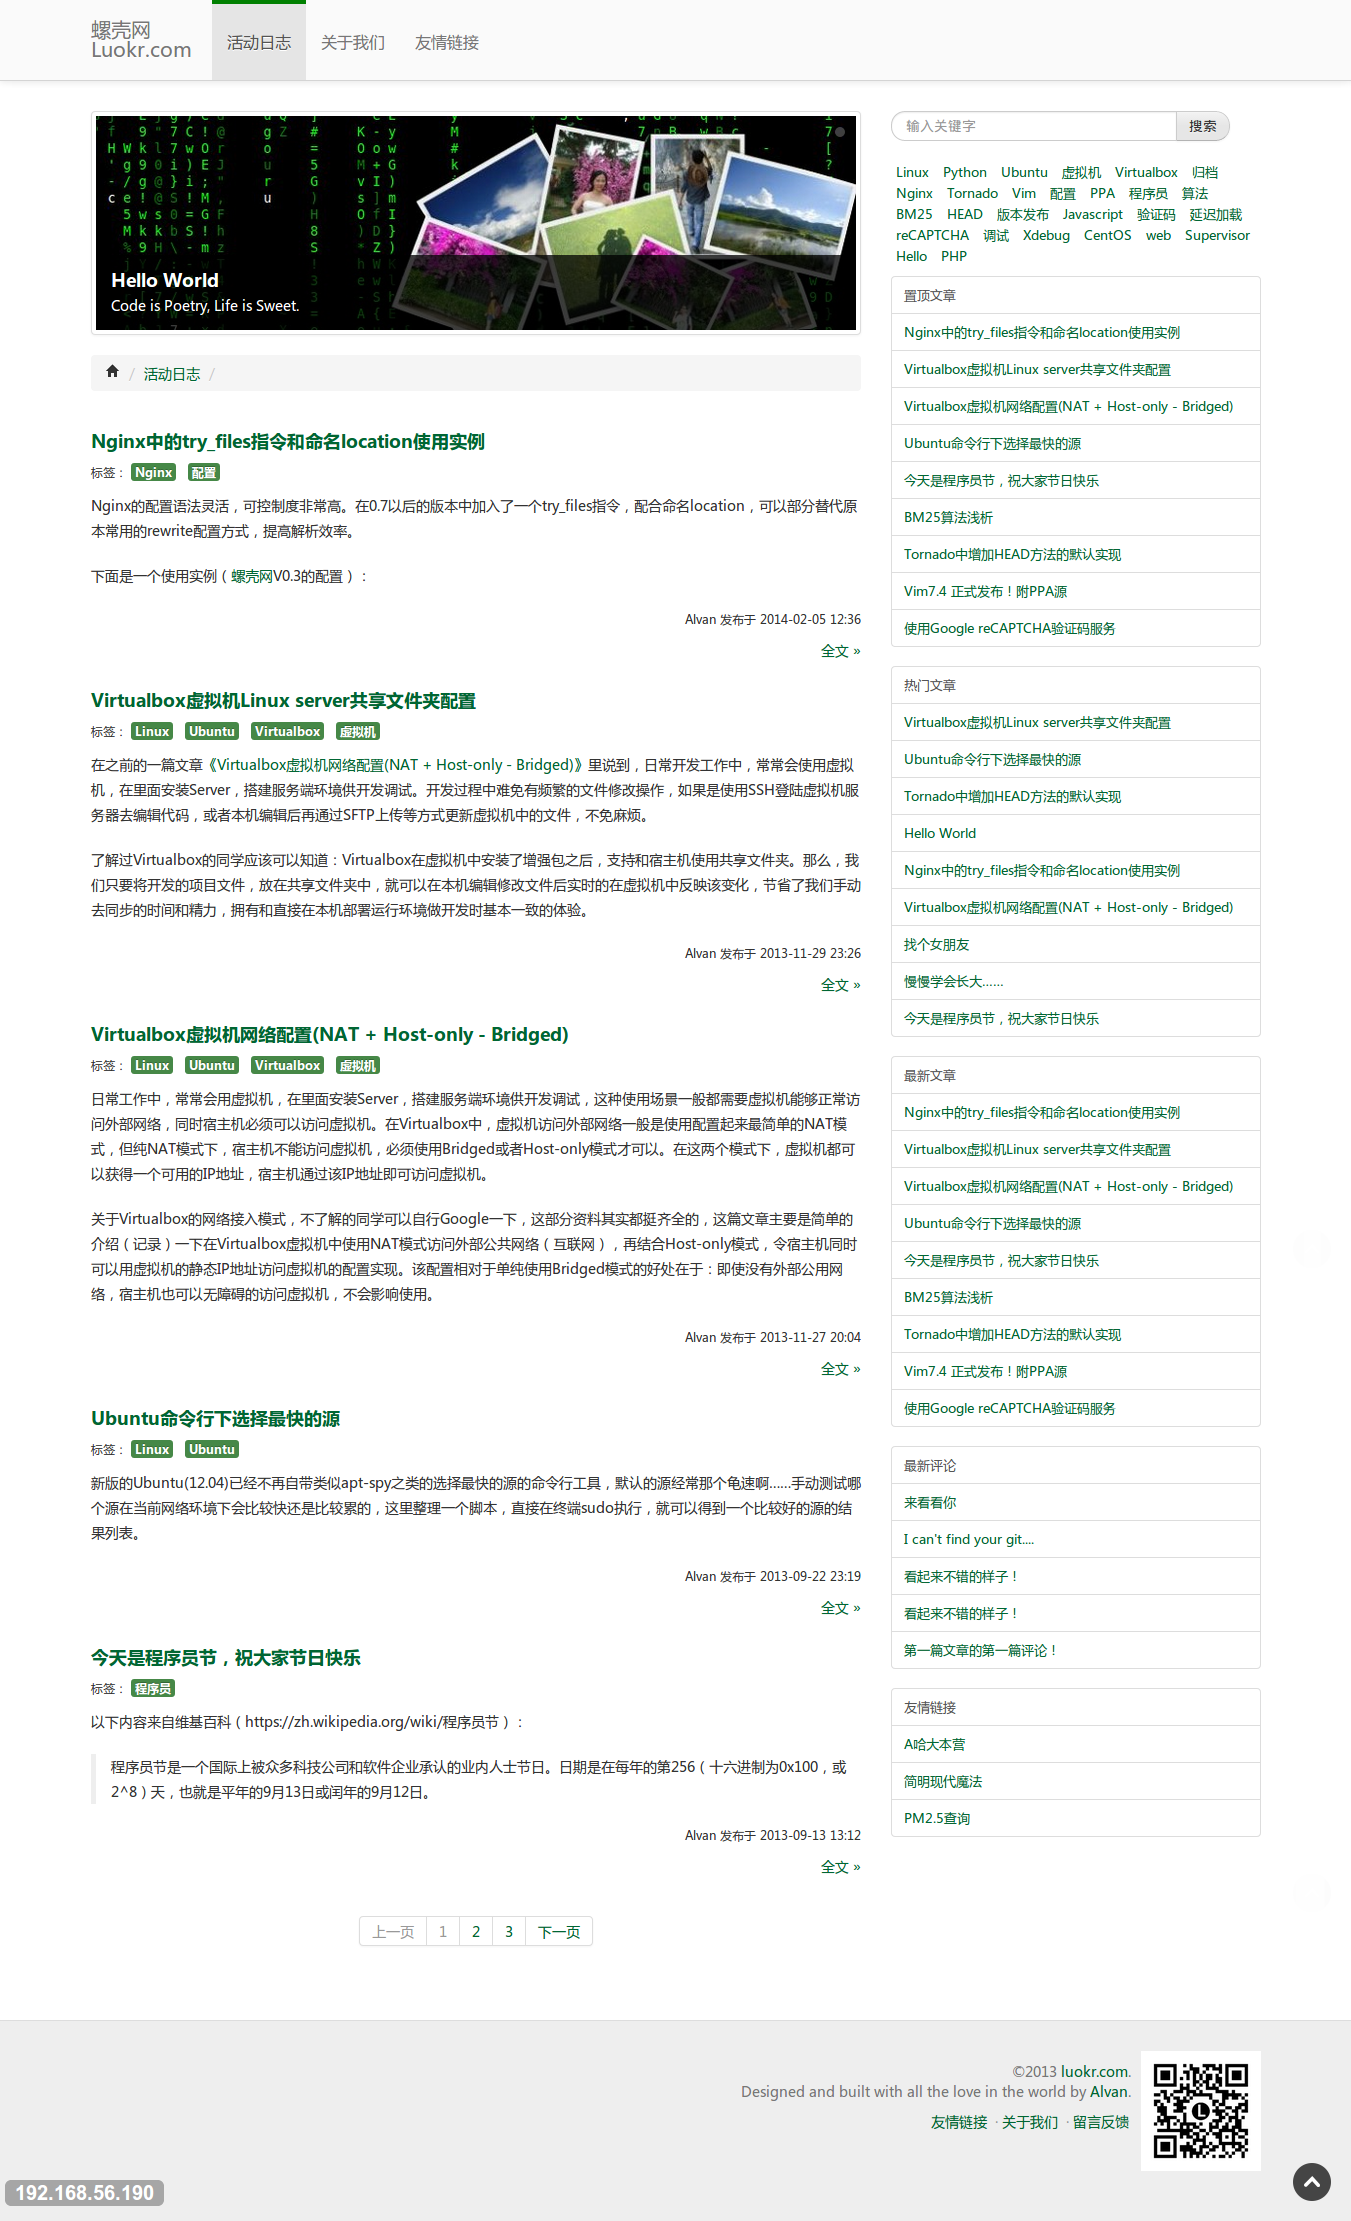 螺壳网
Luokr.com
活动日志 关于我们 友情链接
Hello World
Code is Poetry, Life is Sweet.
/ 活动日志 /
Nginx中的try_files指令和命名location使用实例
标签： Nginx 配置
Nginx的配置语法灵活，可控制度非常高。在0.7以后的版本中加入了一个try_files指令，配合命名location，可以部分替代原
本常用的rewrite配置方式，提高解析效率。
下面是一个使用实例（螺壳网V0.3的配置）：
Alvan 发布于 2014-02-05 12:36
全文 »
Virtualbox虚拟机Linux server共享文件夹配置
标签： Linux Ubuntu Virtualbox 虚拟机
在之前的一篇文章《Virtualbox虚拟机网络配置(NAT + Host-only - Bridged)》里说到，日常开发工作中，常常会使用虚拟
机，在里面安装Server，搭建服务端环境供开发调试。开发过程中难免有频繁的文件修改操作，如果是使用SSH登陆虚拟机服
务器去编辑代码，或者本机编辑后再通过SFTP上传等方式更新虚拟机中的文件，不免麻烦。
了解过Virtualbox的同学应该可以知道：Virtualbox在虚拟机中安装了增强包之后，支持和宿主机使用共享文件夹。那么，我
们只要将开发的项目文件，放在共享文件夹中，就可以在本机编辑修改文件后实时的在虚拟机中反映该变化，节省了我们手动
去同步的时间和精力，拥有和直接在本机部署运行环境做开发时基本一致的体验。
Alvan 发布于 2013-11-29 23:26
全文 »
Virtualbox虚拟机网络配置(NAT + Host-only - Bridged)
标签： Linux Ubuntu Virtualbox 虚拟机
日常工作中，常常会用虚拟机，在里面安装Server，搭建服务端环境供开发调试，这种使用场景一般都需要虚拟机能够正常访
问外部网络，同时宿主机必须可以访问虚拟机。在Virtualbox中，虚拟机访问外部网络一般是使用配置起来最简单的NAT模
式，但纯NAT模式下，宿主机不能访问虚拟机，必须使用Bridged或者Host-only模式才可以。在这两个模式下，虚拟机都可
以获得一个可用的IP地址，宿主机通过该IP地址即可访问虚拟机。
关于Virtualbox的网络接入模式，不了解的同学可以自行Google一下，这部分资料其实都挺齐全的，这篇文章主要是简单的
介绍（记录）一下在Virtualbox虚拟机中使用NAT模式访问外部公共网络（互联网），再结合Host-only模式，令宿主机同时
可以用虚拟机的静态IP地址访问虚拟机的配置实现。该配置相对于单纯使用Bridged模式的好处在于：即使没有外部公用网
络，宿主机也可以无障碍的访问虚拟机，不会影响使用。
Alvan 发布于 2013-11-27 20:04
全文 »
Ubuntu命令行下选择最快的源
标签： Linux Ubuntu
新版的Ubuntu(12.04)已经不再自带类似apt-spy之类的选择最快的源的命令行工具，默认的源经常那个龟速啊……手动测试哪
个源在当前网络环境下会比较快还是比较累的，这里整理一个脚本，直接在终端sudo执行，就可以得到一个比较好的源的结
果列表。
Alvan 发布于 2013-09-22 23:19
全文 »
今天是程序员节，祝大家节日快乐
标签： 程序员
以下内容来自维基百科（https://zh.wikipedia.org/wiki/程序员节）：
程序员节是一个国际上被众多科技公司和软件企业承认的业内人士节日。日期是在每年的第256（十六进制为0x100，或
2^8）天，也就是平年的9月13日或闰年的9月12日。
Alvan 发布于 2013-09-13 13:12
全文 »
上一页 1 2 3 下一页
输入关键字 搜索
Linux Python Ubuntu 虚拟机 Virtualbox 归档
Nginx Tornado Vim 配置 PPA 程序员 算法
BM25 HEAD 版本发布 Javascript 验证码 延迟加载
reCAPTCHA 调试 Xdebug CentOS web Supervisor
Hello PHP
置顶文章
Nginx中的try_files指令和命名location使用实例
Virtualbox虚拟机Linux server共享文件夹配置
Virtualbox虚拟机网络配置(NAT + Host-only - Bridged)
Ubuntu命令行下选择最快的源
今天是程序员节，祝大家节日快乐
BM25算法浅析
Tornado中增加HEAD方法的默认实现
Vim7.4 正式发布！附PPA源
使用Google reCAPTCHA验证码服务
热门文章
Virtualbox虚拟机Linux server共享文件夹配置
Ubuntu命令行下选择最快的源
Tornado中增加HEAD方法的默认实现
Hello World
Nginx中的try_files指令和命名location使用实例
Virtualbox虚拟机网络配置(NAT + Host-only - Bridged)
找个女朋友
慢慢学会长大……
今天是程序员节，祝大家节日快乐
最新文章
Nginx中的try_files指令和命名location使用实例
Virtualbox虚拟机Linux server共享文件夹配置
Virtualbox虚拟机网络配置(NAT + Host-only - Bridged)
Ubuntu命令行下选择最快的源
今天是程序员节，祝大家节日快乐
BM25算法浅析
Tornado中增加HEAD方法的默认实现
Vim7.4 正式发布！附PPA源
使用Google reCAPTCHA验证码服务
最新评论
来看看你
I can't find your git....
看起来不错的样子！
看起来不错的样子！
第一篇文章的第一篇评论！
友情链接
A哈大本营
简明现代魔法
PM2.5查询
©2013 luokr.com.
Designed and built with all the love in the world by Alvan.
友情链接 · 关于我们 · 留言反馈
192.168.56.190